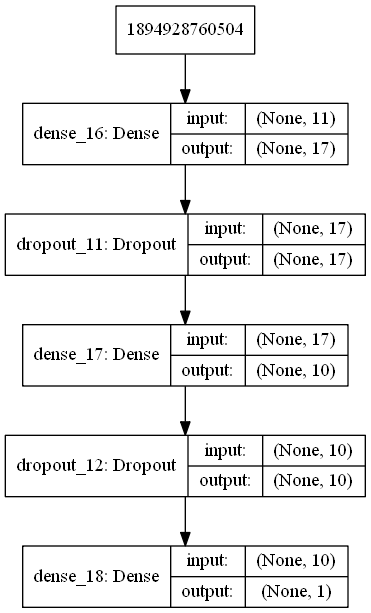 1894928760504
dense_16: Dense
input: (None, 11)
output: (None, 17)
dropout_11: Dropout
input: (None, 17)
output: (None, 17)
dense_17: Dense
input: (None, 17)
output: (None, 10)
dropout_12: Dropout
input: (None, 10)
output: (None, 10)
dense_18: Dense
input: (None, 10)
output: (None, 1)